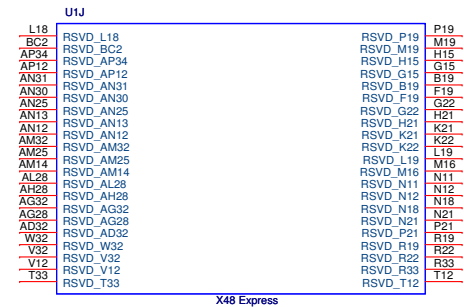 U1J
L18 RSVD_L18 RSVD_P19 P19
BC2 RSVD_BC2 RSVD_M19 M19
AP34 RSVD_AP34 RSVD_H15 H15
AP12 RSVD_AP12 RSVD_G15 G15
AN31 RSVD_AN31 RSVD_B19 B19
AN30 RSVD_AN30 RSVD_F19 F19
AN25 RSVD_AN25 RSVD_G22 G22
AN13 RSVD_AN13 RSVD_H21 H21
AN12 RSVD_AN12 RSVD_K21 K21
AM32 RSVD_AM32 RSVD_K22 K22
AM25 RSVD_AM25 RSVD_L19 L19
AM14 RSVD_AM14 RSVD_M16 M16
AL28 RSVD_AL28 RSVD_N11 N11
AH28 RSVD_AH28 RSVD_N12 N12
AG32 RSVD_AG32 RSVD_N18 N18
AG28 RSVD_AG28 RSVD_N21 N21
AD32 RSVD_AD32 RSVD_P21 P21
W32 RSVD_W32 RSVD_R19 R19
V32 RSVD_V32 RSVD_R22 R22
V12 RSVD_V12 RSVD_R33 R33
T33 RSVD_T33 RSVD_T12 T12
X48 Express